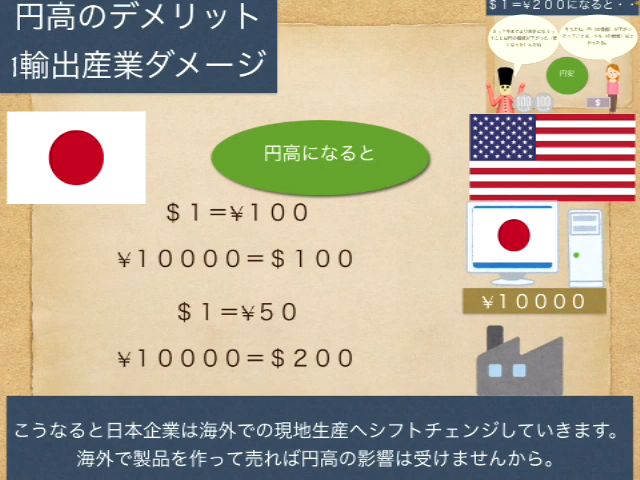 円高のデメリット
1輸出産業ダメージ
＄１＝¥２００になると・・
円安
100 100
$
円高になると
＄１＝¥１００
¥１００００＝＄１００
＄１＝¥５０
¥１００００＝＄２００
¥１００００
こうなると日本企業は海外での現地生産へシフトチェンジしていきます。
海外で製品を作って売れば円高の影響は受けませんから。